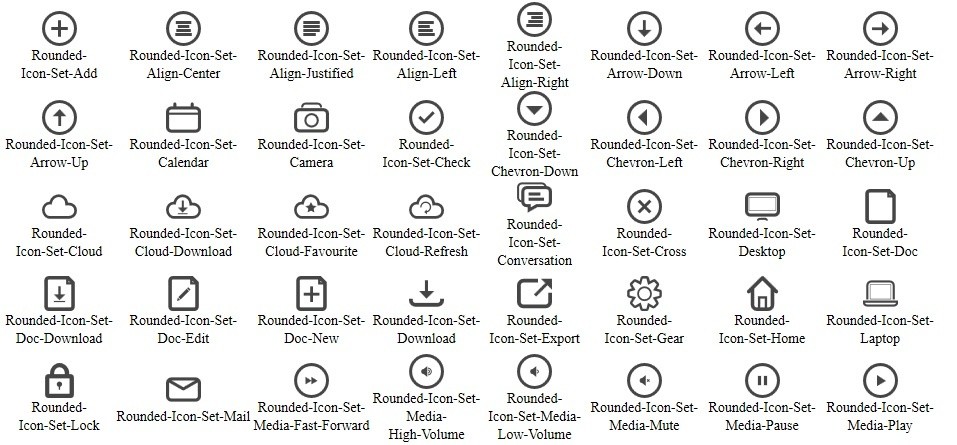 Rounded-
Icon-Set-Add
Rounded-Icon-Set-
Align-Center
Rounded-Icon-Set-
Align-Justified
Rounded-Icon-Set-
Align-Left
Rounded-
Icon-Set-
Align-Right
Rounded-Icon-Set-
Arrow-Down
Rounded-Icon-Set-
Arrow-Left
Rounded-Icon-Set-
Arrow-Right
Rounded-Icon-Set-
Arrow-Up
Rounded-Icon-Set-
Calendar
Rounded-Icon-Set-
Camera
Rounded-
Icon-Set-Check
Rounded-
Icon-Set-
Chevron-Down
Rounded-Icon-Set-
Chevron-Left
Rounded-Icon-Set-
Chevron-Right
Rounded-Icon-Set-
Chevron-Up
Rounded-
Icon-Set-Cloud
Rounded-Icon-Set-
Cloud-Download
Rounded-Icon-Set-
Cloud-Favourite
Rounded-Icon-Set-
Cloud-Refresh
Rounded-
Icon-Set-
Conversation
Rounded-
Icon-Set-Cross
Rounded-Icon-Set-
Desktop
Rounded-
Icon-Set-Doc
Rounded-Icon-Set-
Doc-Download
Rounded-Icon-Set-
Doc-Edit
Rounded-Icon-Set-
Doc-New
Rounded-Icon-Set-
Download
Rounded-
Icon-Set-Export
Rounded-
Icon-Set-Gear
Rounded-
Icon-Set-Home
Rounded-Icon-Set-
Laptop
Rounded-
Icon-Set-Lock
Rounded-Icon-Set-Mail
Rounded-Icon-Set-
Media-Fast-Forward
Rounded-Icon-Set-
Media-
High-Volume
Rounded-
Icon-Set-Media-
Low-Volume
Rounded-Icon-Set-
Media-Mute
Rounded-Icon-Set-
Media-Pause
Rounded-Icon-Set-
Media-Play